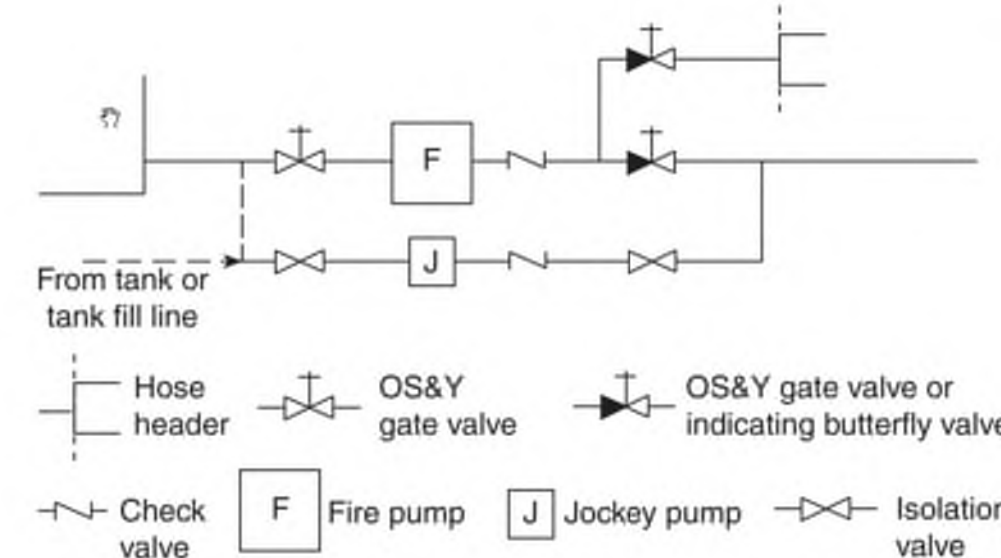 F
J
From tank or
tank fill line
Hose
header
OS&Y
gate valve
OS&Y gate valve or
indicating butterfly valve
Check
valve
F
Fire pump
J
Jockey pump
Isolation
valve